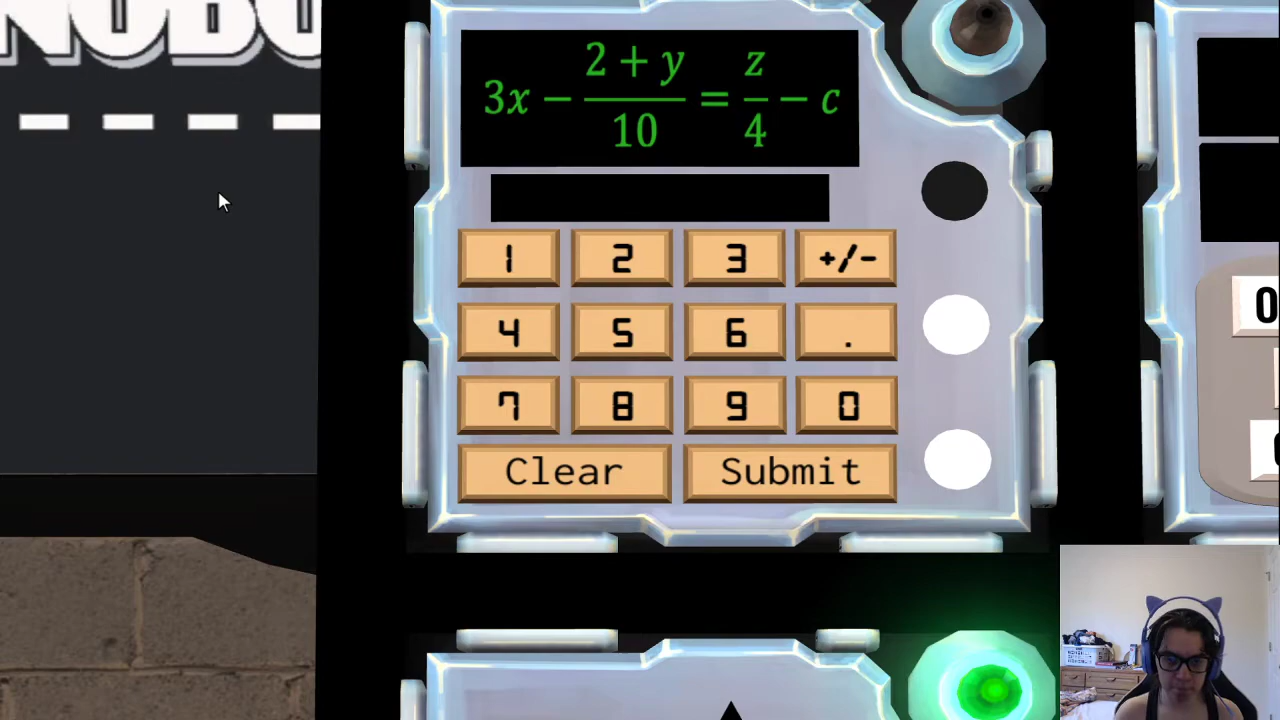 3x − (2 + y)/10 = z/4 − c
1 2 3 +/-
4 5 6 .
7 8 9 0
Clear Submit